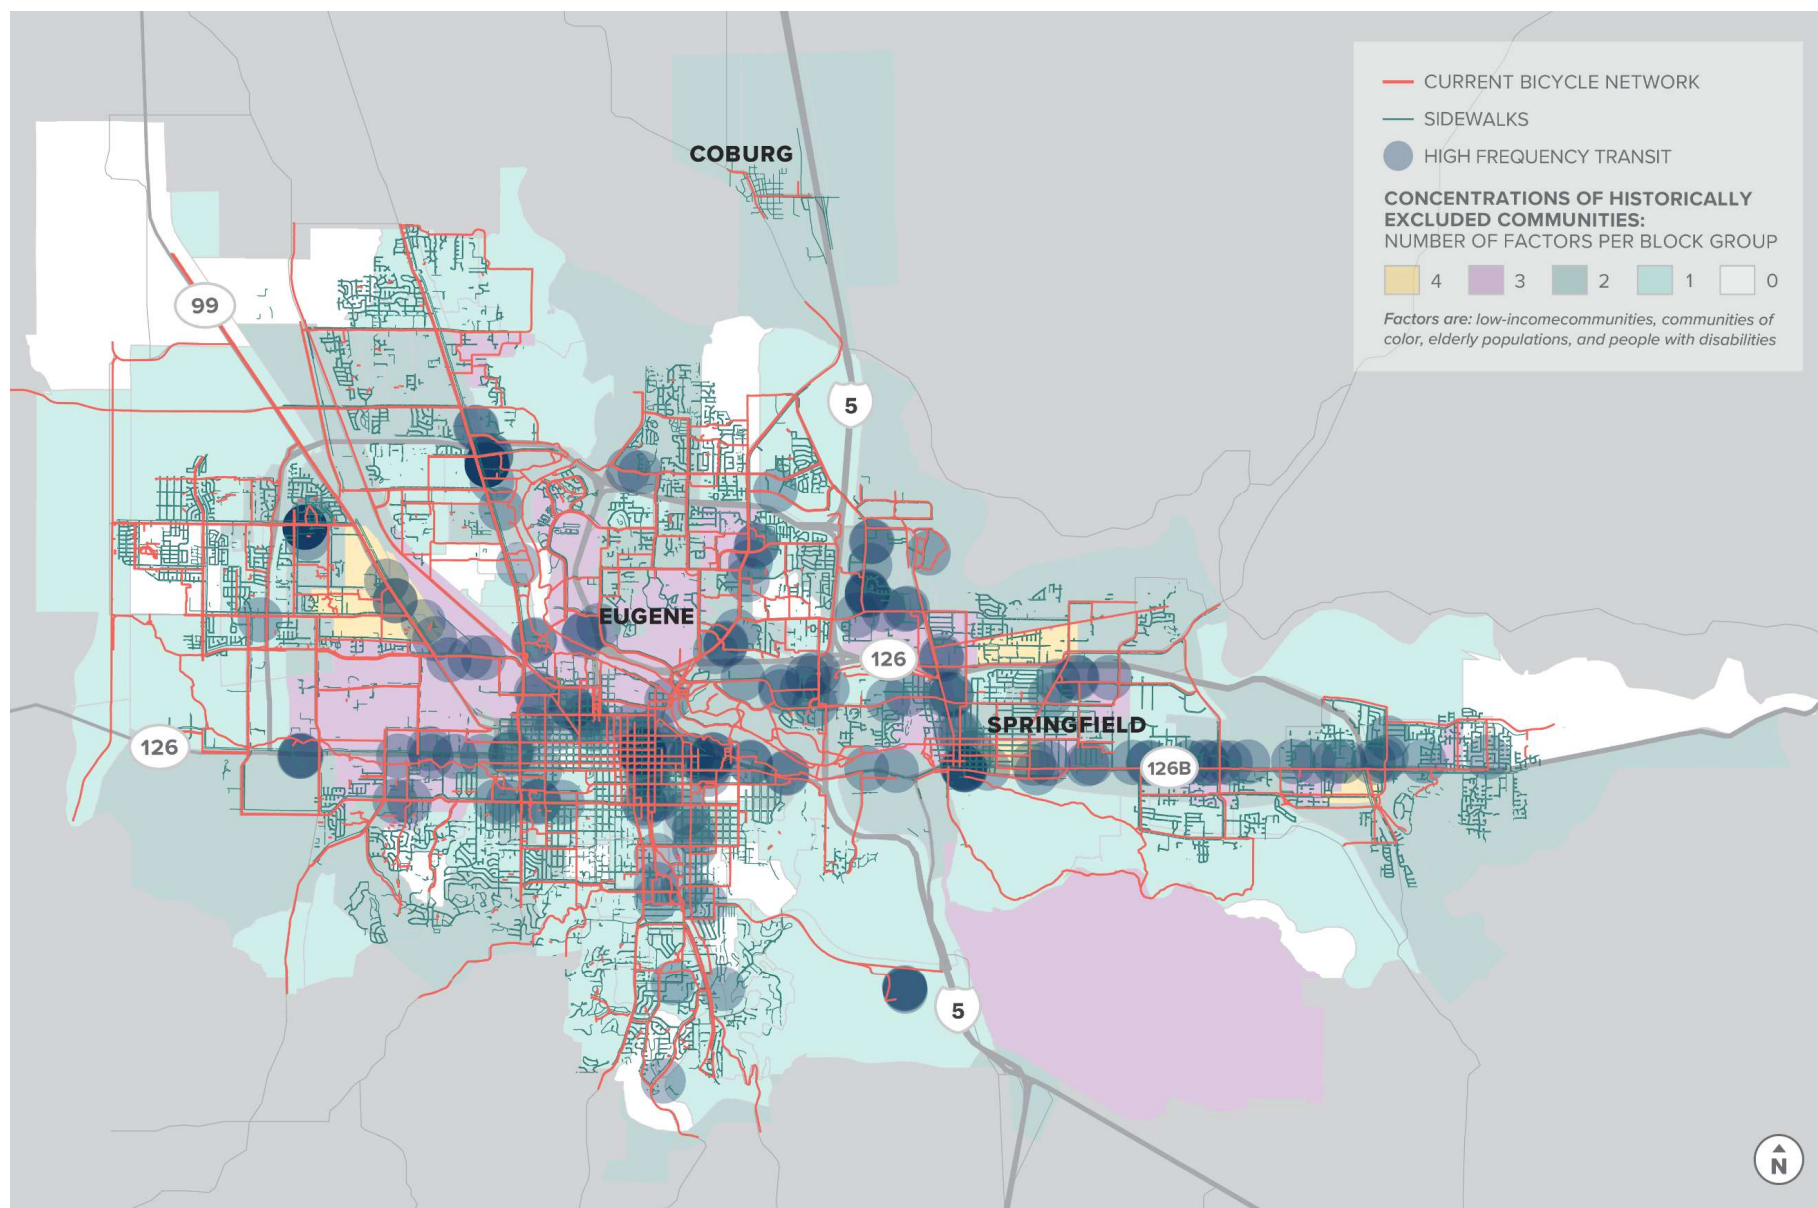 COBURG
CURRENT BICYCLE NETWORK
SIDEWALKS
HIGH FREQUENCY TRANSIT
CONCENTRATIONS OF HISTORICALLY
EXCLUDED COMMUNITIES:
NUMBER OF FACTORS PER BLOCK GROUP
4 3 2 1 0
Factors are: low-incomecommunities, communities of
color, elderly populations, and people with disabilities
99
5
EUGENE
126
SPRINGFIELD
126
126B
5
N